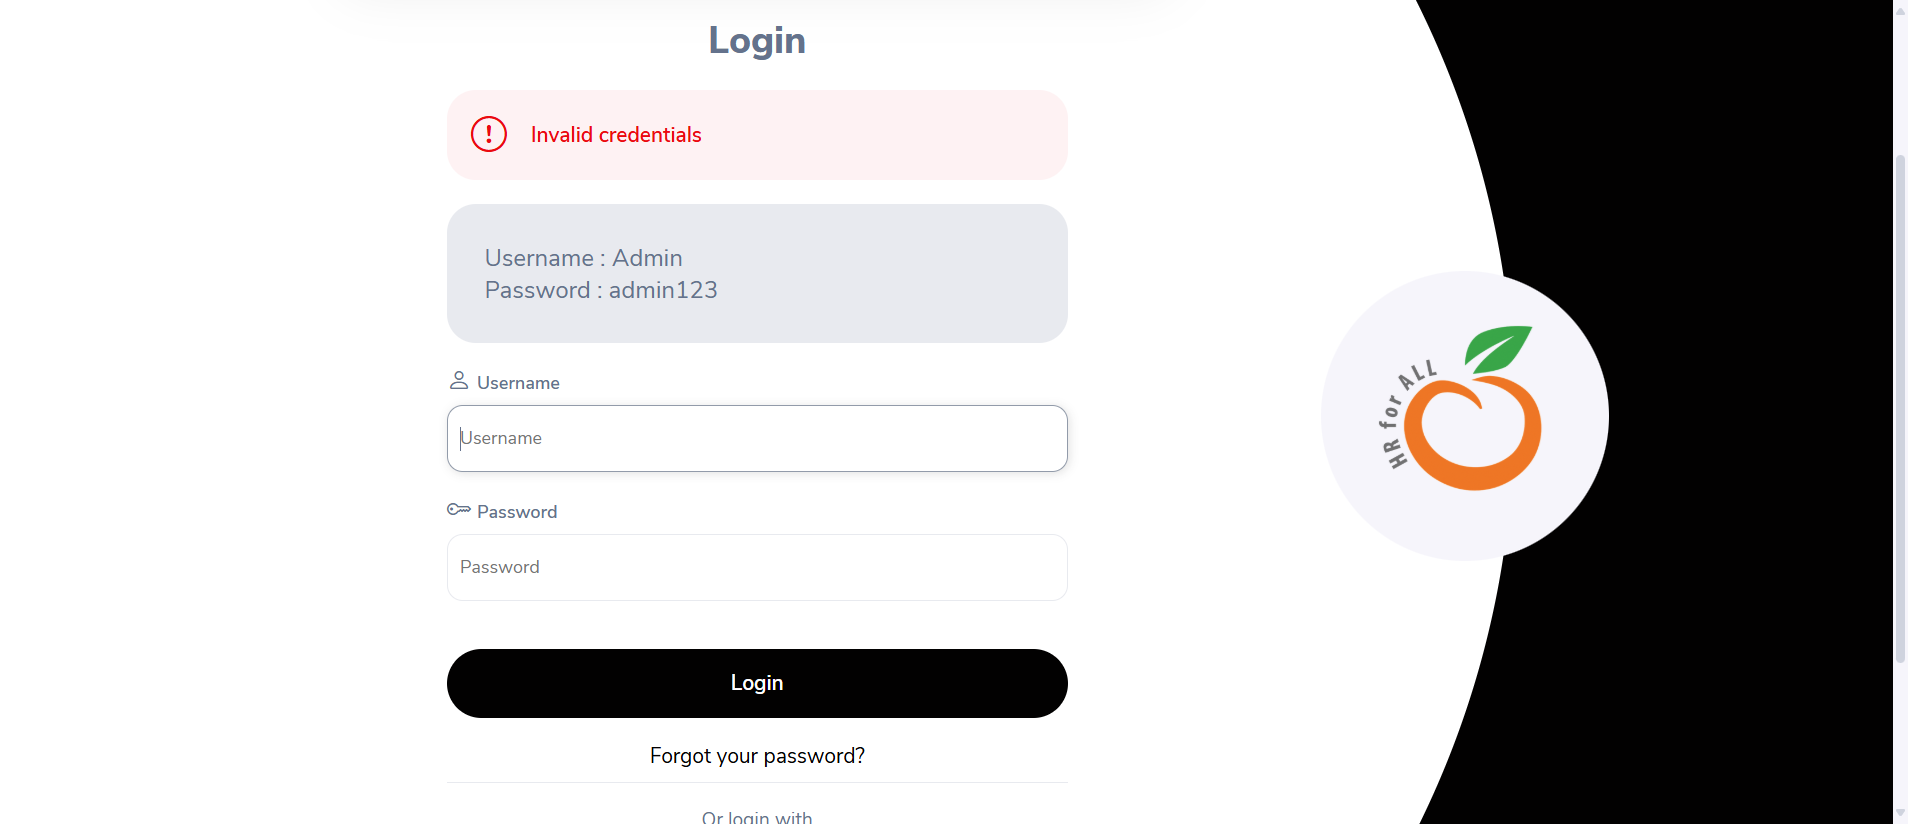 Login
Invalid credentials
Username : Admin
Password : admin123
Username
Username
Password
Password
Login
Forgot your password?
Or login with
HR for ALL